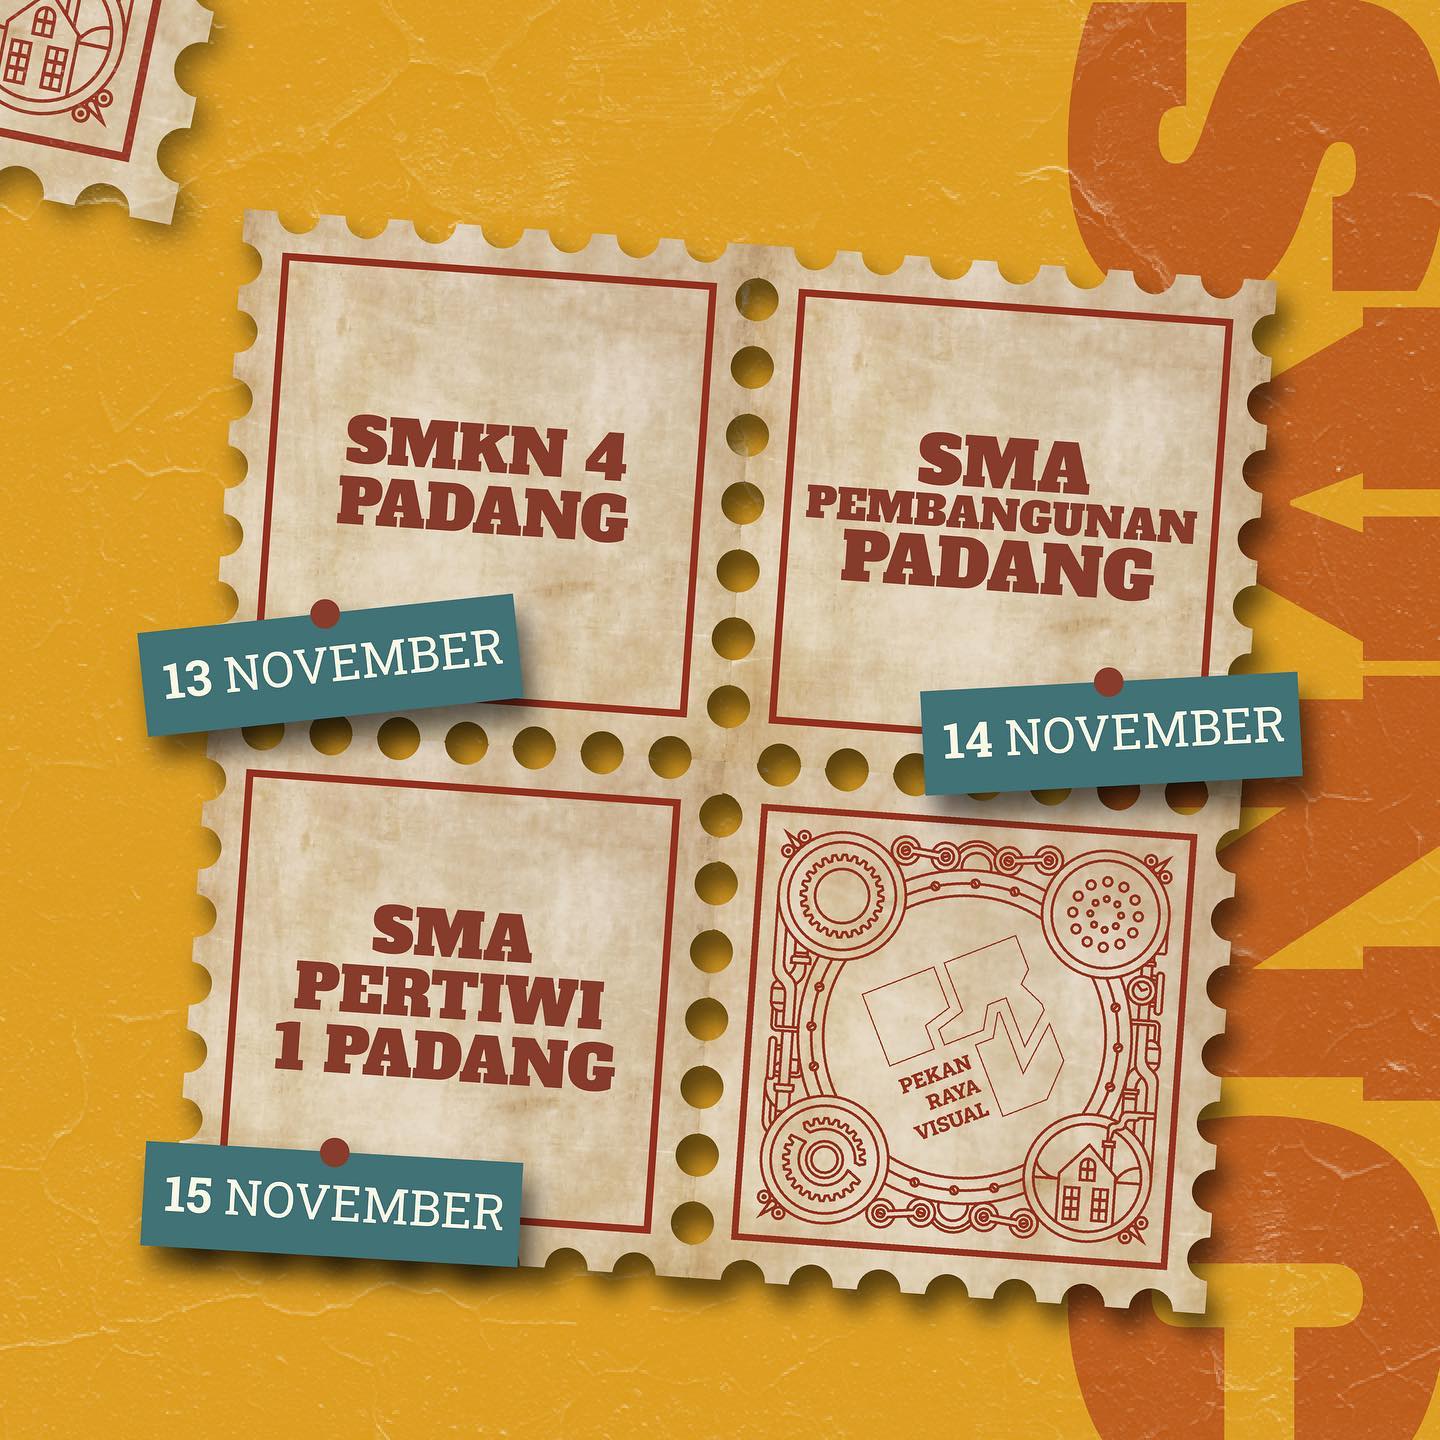 SMKN 4
PADANG
13 NOVEMBER
SMA
PEMBANGUNAN
PADANG
14 NOVEMBER
SMA
PERTIWI
1 PADANG
15 NOVEMBER
PRV
PEKAN
RAYA
VISUAL